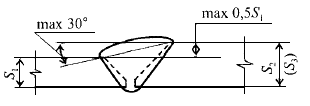 max 30°
max 0,5S₁
S₁
S₂
(S₃)